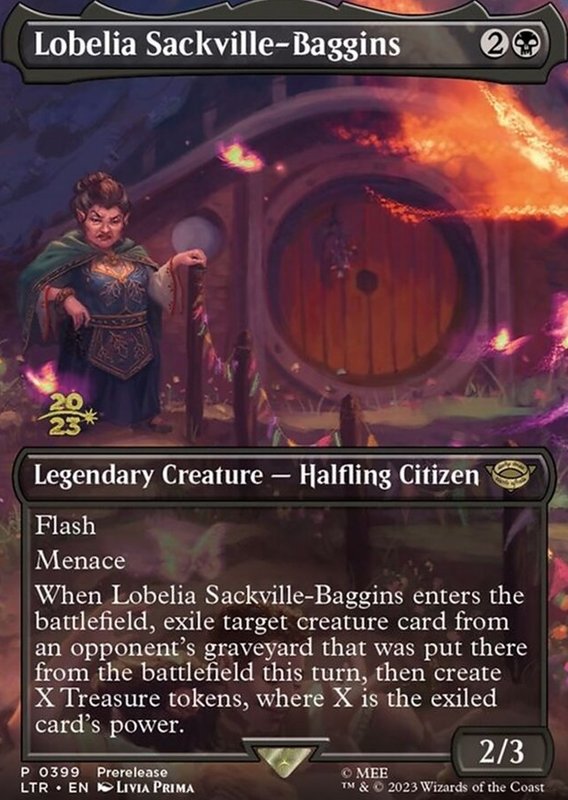 Lobelia Sackville-Baggins 2
20
23
Legendary Creature — Halfling Citizen
Flash
Menace
When Lobelia Sackville-Baggins enters the
battlefield, exile target creature card from
an opponent's graveyard that was put there
from the battlefield this turn, then create
X Treasure tokens, where X is the exiled
card's power.
2/3
P 0399 Prerelease © MEE
LTR • EN Livia Prima ™ & © 2023 Wizards of the Coast